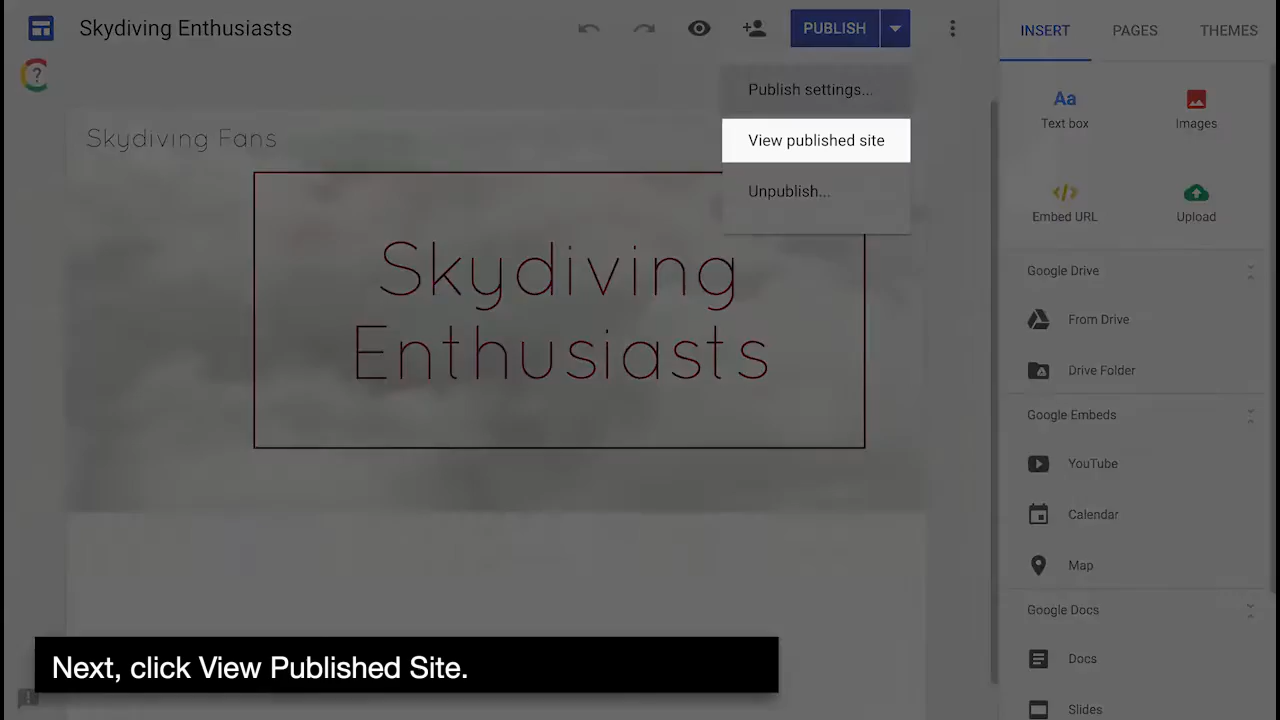 Skydiving Enthusiasts
PUBLISH
INSERT
PAGES
THEMES
?
Publish settings...
View published site
Unpublish...
Skydiving Fans
Skydiving
Enthusiasts
Aa
Text box
Images
Embed URL
Upload
Google Drive
From Drive
Drive Folder
Google Embeds
YouTube
Calendar
Map
Google Docs
Docs
Slides
Next, click View Published Site.